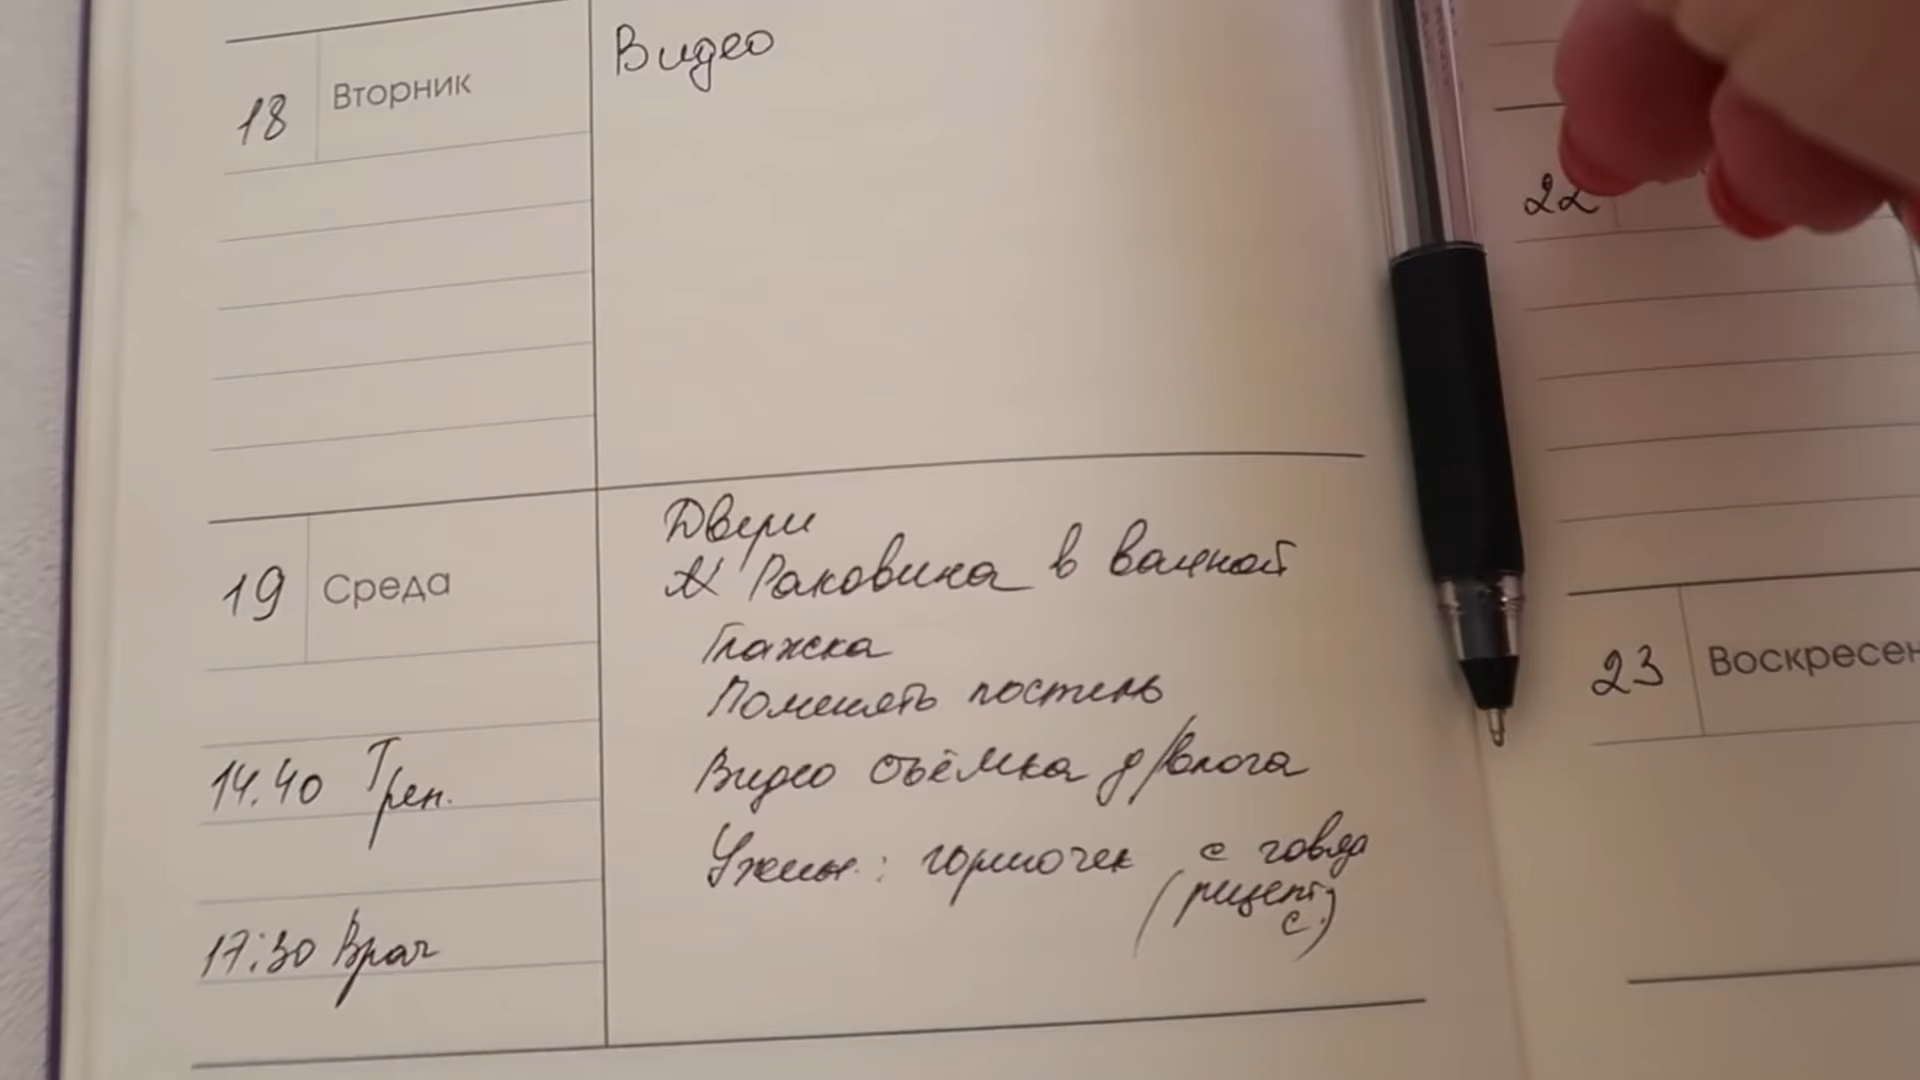 18 Вторник
Видео
19 Среда
14.40 Трен.
17:30 Врач
Двери
Раковина в ванной
Глажка
Поменять постель
Видео съёмка д/влога
Ужин: горшочек с говяд
(рецепт
с.)
22
23 Воскресен